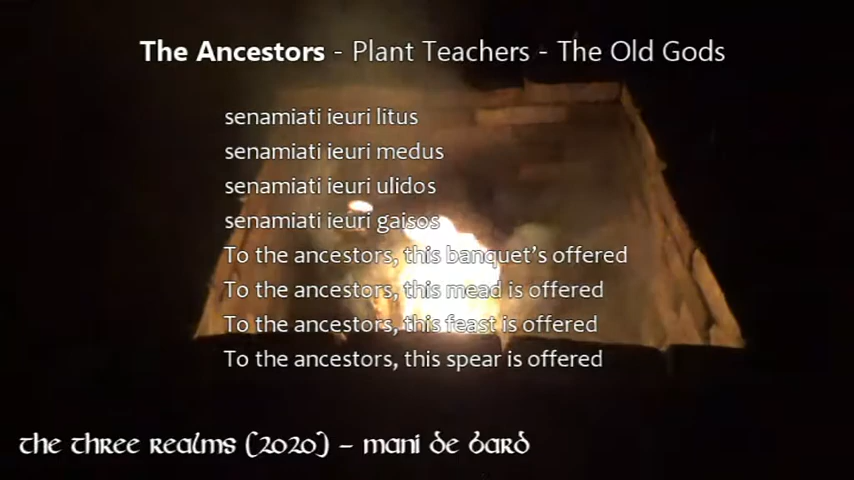 The Ancestors - Plant Teachers - The Old Gods
senamiati ieuri litus
senamiati ieuri medus
senamiati ieuri ulidos
senamiati ieuri gaisos
To the ancestors, this banquet's offered
To the ancestors, this mead is offered
To the ancestors, this feast is offered
To the ancestors, this spear is offered
The Three Realms (2020) – Mani de Bard